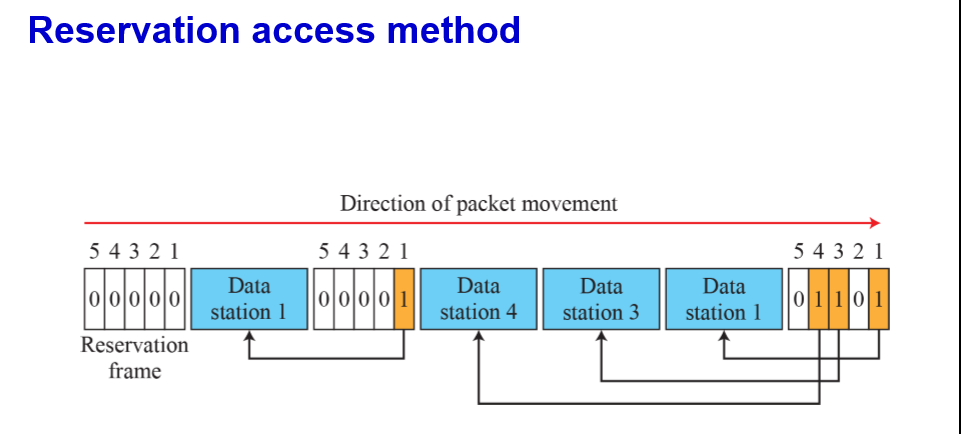 Reservation access method
Direction of packet movement
5 4 3 2 1
5 4 3 2 1
5 4 3 2 1
0 0 0 0 0
Data
station 1
0 0 0 0 1
Data
station 4
Data
station 3
Data
station 1
0 1 1 0 1
Reservation
frame